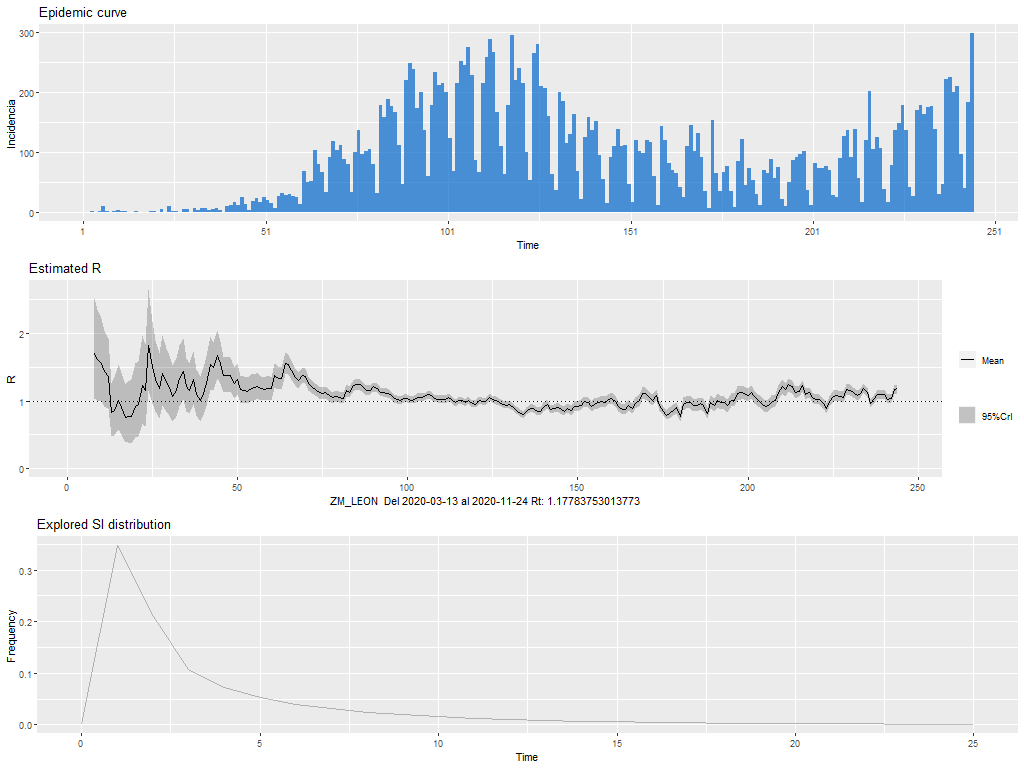 Epidemic curve
300
200
100
0
Incidencia
1 51 101 151 201 251
Time
Estimated R
2
1
0
R
Mean
95%CrI
0 50 100 150 200 250
ZM_LEON Del 2020-03-13 al 2020-11-24 Rt: 1.17783753013773
Explored SI distribution
0.3
0.2
0.1
0.0
Frequency
0 5 10 15 20 25
Time